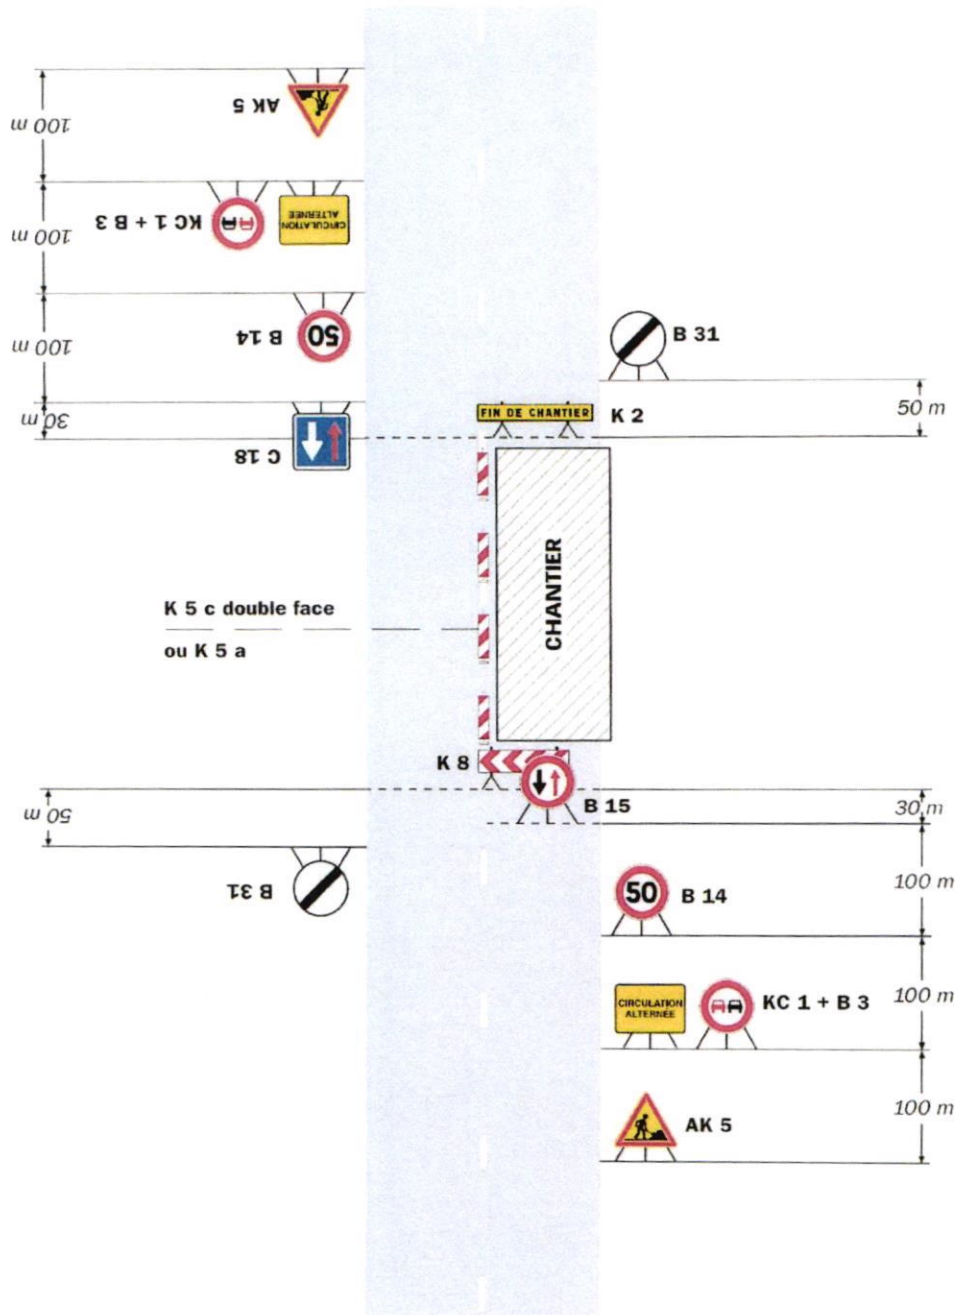 AK 5
100 m
KC 1 + B 3
CIRCULATION
ALTERNÉE
100 m
B 14
50
100 m
B 31
30 m
C 18
FIN DE CHANTIER
K 2
50 m
CHANTIER
K 5 c double face
ou K 5 a
K 8
B 15
50 m
30 m
B 31
50
B 14
100 m
CIRCULATION
ALTERNÉE
KC 1 + B 3
100 m
AK 5
100 m